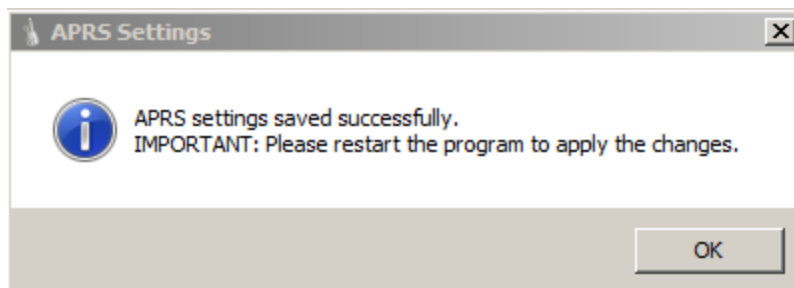 APRS Settings
APRS settings saved successfully.
IMPORTANT: Please restart the program to apply the changes.
OK